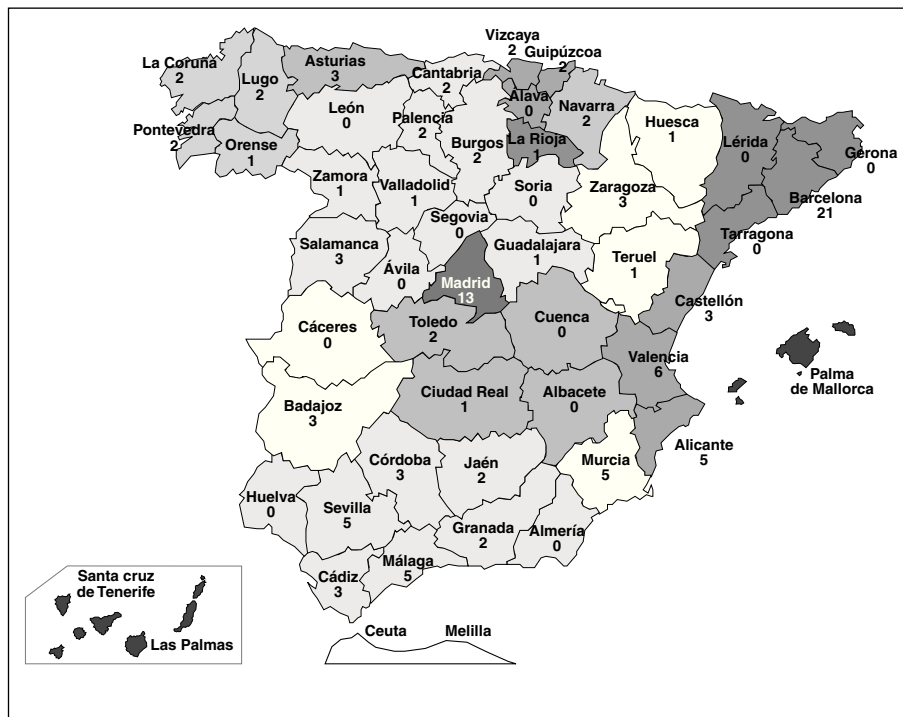 Vizcaya
2
Guipúzcoa
2
La Coruña
2
Lugo
2
Asturias
3
Cantabria
2
Álava
0
Navarra
2
León
0
Palencia
2
Burgos
2
La Rioja
1
Huesca
1
Lérida
0
Gerona
0
Pontevedra
2
Orense
1
Zamora
1
Valladolid
1
Soria
0
Zaragoza
3
Barcelona
21
Tarragona
0
Segovia
0
Salamanca
3
Ávila
0
Madrid
13
Guadalajara
1
Teruel
1
Castellón
3
Cáceres
0
Toledo
2
Cuenca
0
Valencia
6
Palma
de Mallorca
Badajoz
3
Ciudad Real
1
Albacete
0
Alicante
5
Córdoba
3
Jaén
2
Murcia
5
Huelva
0
Sevilla
5
Granada
2
Almería
0
Málaga
5
Cádiz
3
Santa cruz
de Tenerife
Las Palmas
Ceuta
Melilla